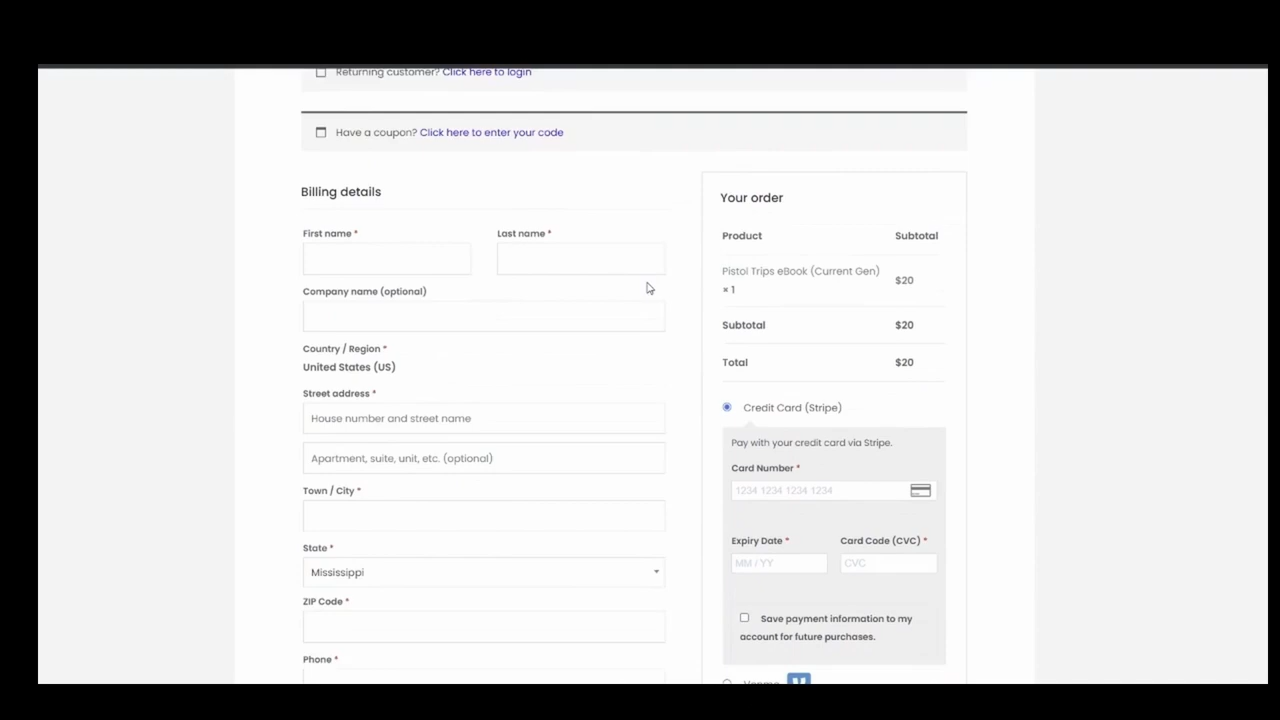 Returning customer? Click here to login
Have a coupon? Click here to enter your code
Billing details
First name *
Last name *
Company name (optional)
Country / Region *
United States (US)
Street address *
House number and street name
Apartment, suite, unit, etc. (optional)
Town / City *
State *
Mississippi
ZIP Code *
Phone *
Your order
Product Subtotal
Pistol Trips eBook (Current Gen)
× 1
$20
Subtotal $20
Total $20
Credit Card (Stripe)
Pay with your credit card via Stripe.
Card Number *
1234 1234 1234 1234
Expiry Date *
Card Code (CVC) *
MM / YY
CVC
Save payment information to my
account for future purchases.
Venmo